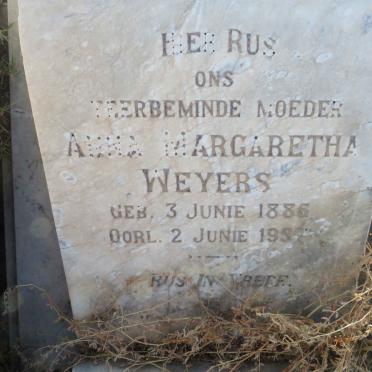 HIER RUS
ONS
TEERBEMINDE MOEDER
ANNA MARGARETHA
WEYERS
GEB. 3 JUNIE 1886
OORL. 2 JUNIE
RUS IN VREDE.